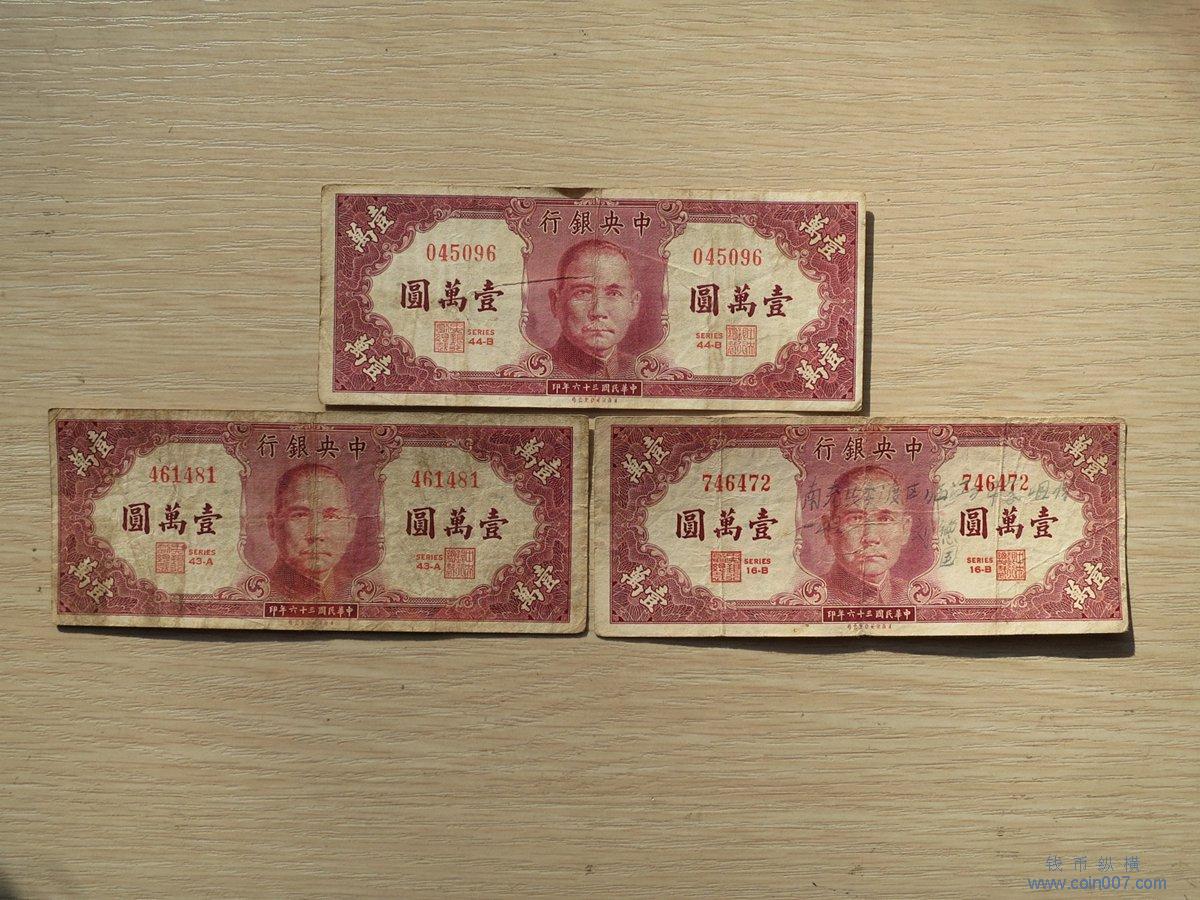 壹萬
中央銀行
壹萬
045096
045096
壹萬圓
壹萬圓
SERIES
44-B
SERIES
44-B
壹萬
壹萬
中華民國三十六年印
壹萬
中央銀行
壹萬
461481
461481
壹萬圓
壹萬圓
SERIES
43-A
SERIES
43-A
壹萬
壹萬
中華民國三十六年印
壹萬
中央銀行
壹萬
746472
746472
壹萬圓
壹萬圓
SERIES
16-B
SERIES
16-B
壹萬
壹萬
中華民國三十六年印
钱币纵横
www.coin007.com